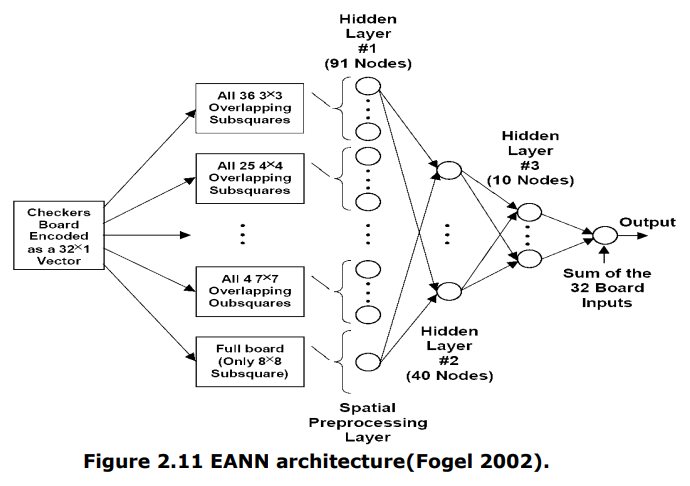 Hidden
Layer
#1
(91 Nodes)
All 36 3×3
Overlapping
Subsquares
Hidden
Layer
#3
(10 Nodes)
All 25 4×4
Overlapping
Subsquares
Checkers
Board
Encoded
as a 32×1
Vector
Output
All 4 7×7
Overlapping
Oubsquares
Sum of the
32 Board
Inputs
Full board
(Only 8×8
Subsquare)
Hidden
Layer
#2
(40 Nodes)
Spatial
Preprocessing
Layer
Figure 2.11 EANN architecture(Fogel 2002).